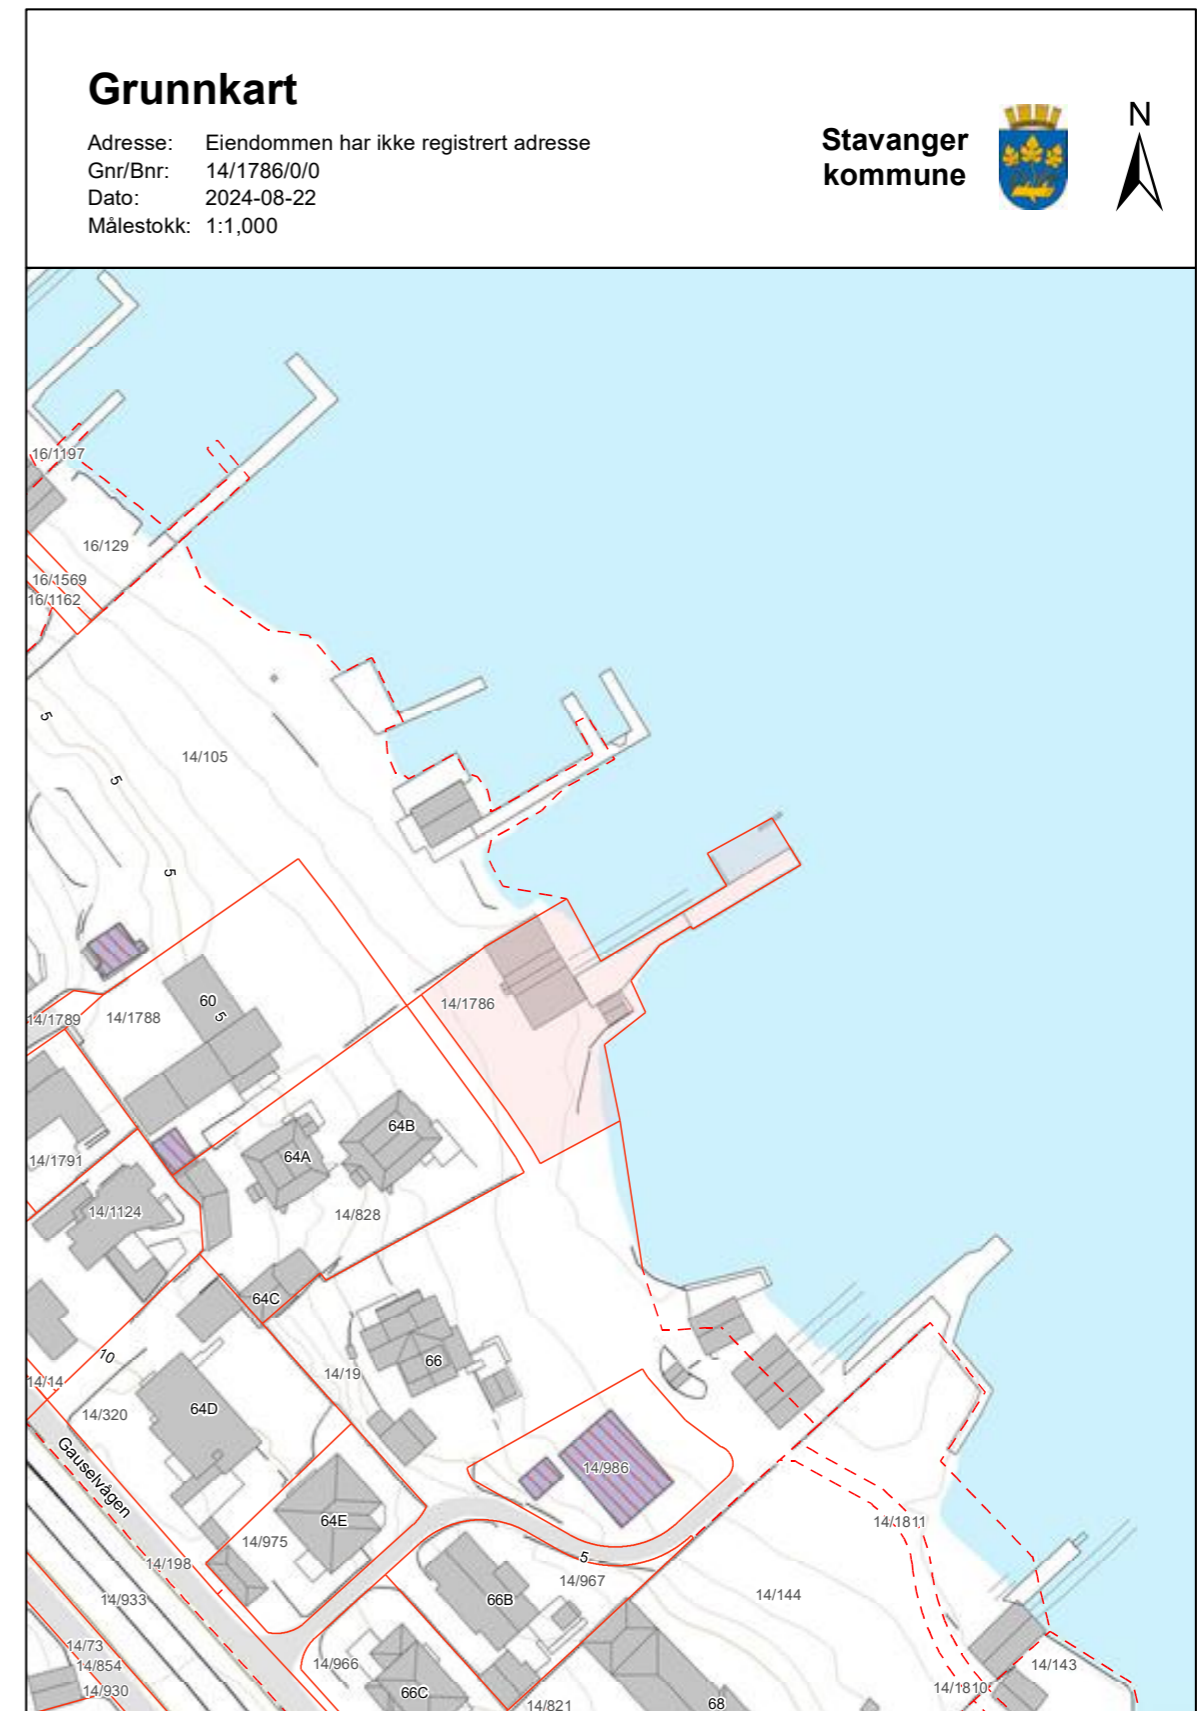 Grunnkart
Adresse: Eiendommen har ikke registrert adresse
Gnr/Bnr: 14/1786/0/0
Dato: 2024-08-22
Målestokk: 1:1,000
Stavanger
kommune
N
16/1197
16/129
16/1569
16/1162
5
14/105
5
5
60
5
14/1789
14/1788
14/1786
64B
64A
14/1791
14/1124
14/828
64C
10
66
14/19
14/14
14/320
64D
Gauselvågen
14/986
64E
14/975
14/1811
14/198
5
14/967
14/933
66B
14/144
14/73
14/854
14/930
14/966
66C
14/143
14/1810
14/821
68